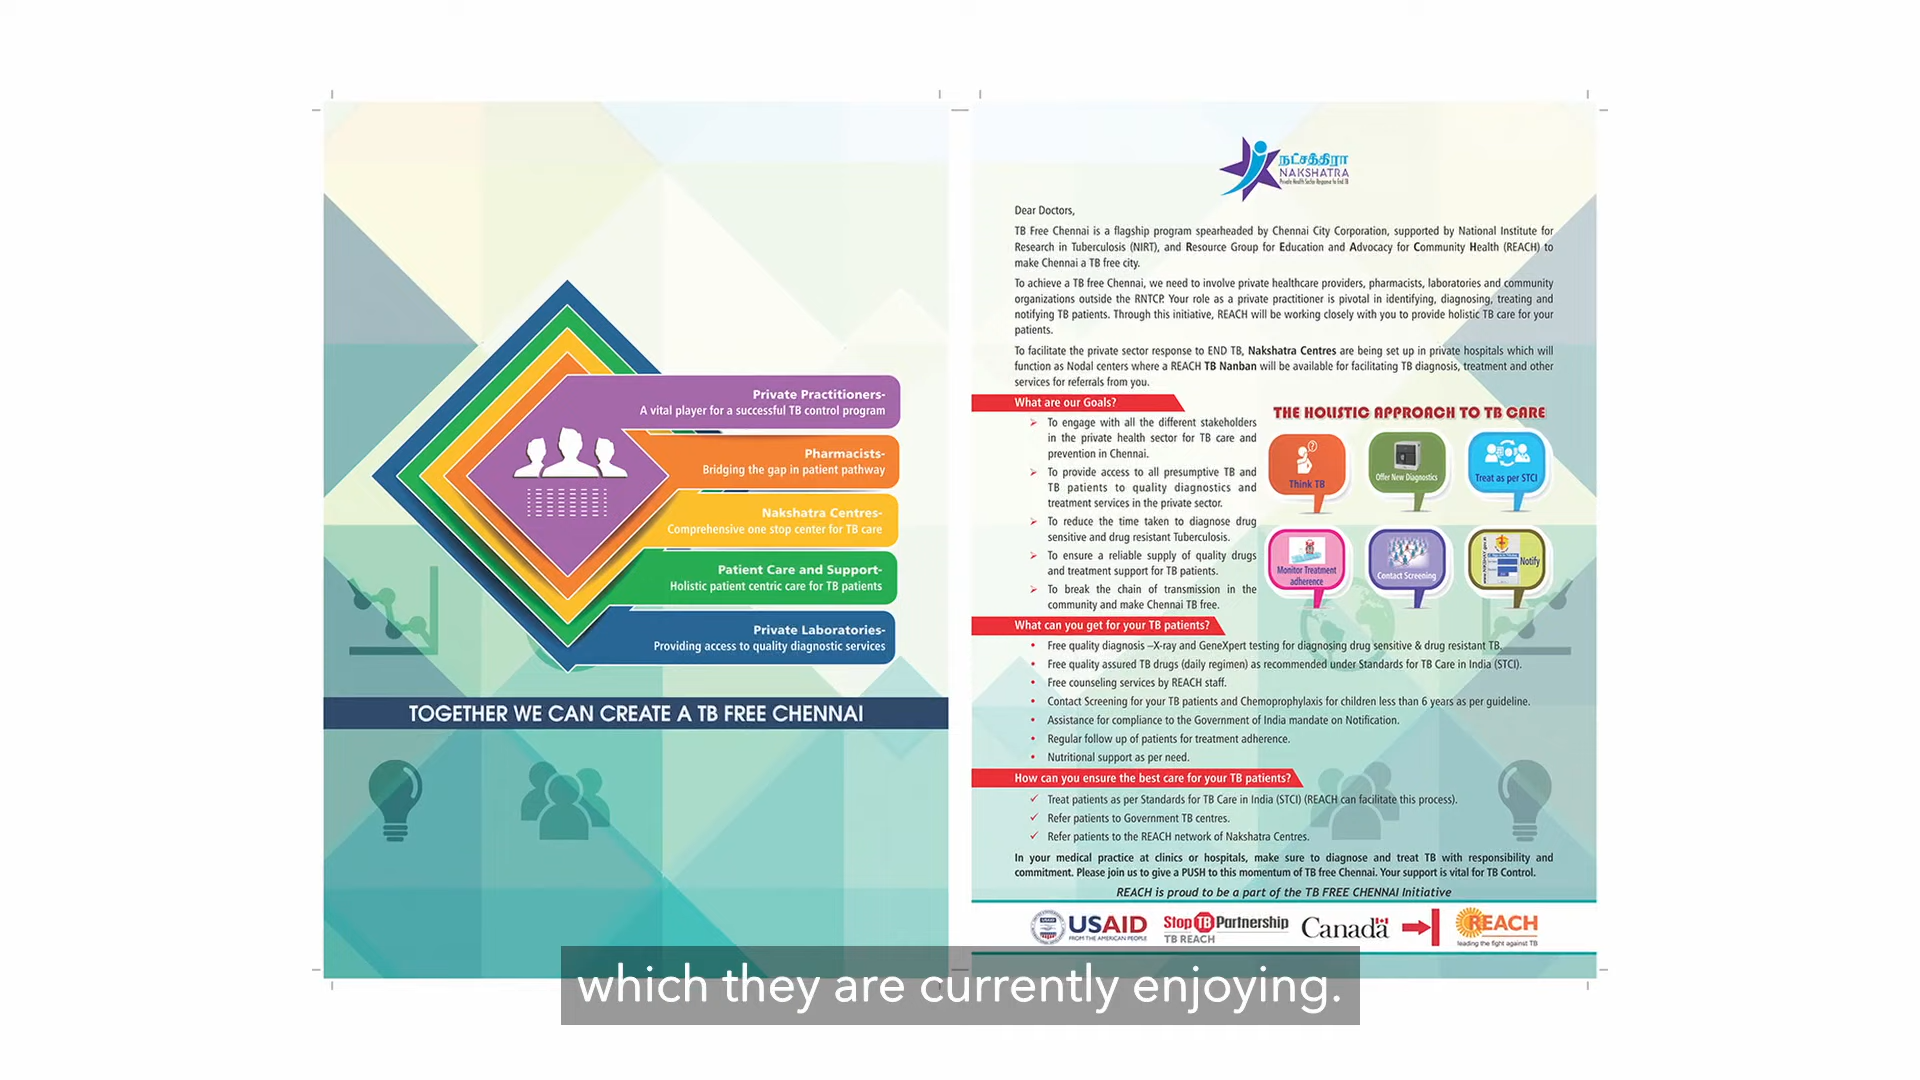 Private Practitioners-
A vital player for a successful TB control program
Pharmacists-
Bridging the gap in patient pathway
Nakshatra Centres-
Comprehensive one stop center for TB care
Patient Care and Support-
Holistic patient centric care for TB patients
Private Laboratories-
Providing access to quality diagnostic services
TOGETHER WE CAN CREATE A TB FREE CHENNAI
நட்சத்திரா
NAKSHATRA
Private Health Sector Response to End TB
Dear Doctors,
TB Free Chennai is a flagship program spearheaded by Chennai City Corporation, supported by National Institute for
Research in Tuberculosis (NIRT), and Resource Group for Education and Advocacy for Community Health (REACH) to
make Chennai a TB free city.
To achieve a TB free Chennai, we need to involve private healthcare providers, pharmacists, laboratories and community
organizations outside the RNTCP. Your role as a private practitioner is pivotal in identifying, diagnosing, treating and
notifying TB patients. Through this initiative, REACH will be working closely with you to provide holistic TB care for your
patients.
To facilitate the private sector response to END TB, Nakshatra Centres are being set up in private hospitals which will
function as Nodal centers where a REACH TB Nanban will be available for facilitating TB diagnosis, treatment and other
services for referrals from you.
What are our Goals?
To engage with all the different stakeholders
in the private health sector for TB care and
prevention in Chennai.
To provide access to all presumptive TB and
TB patients to quality diagnostics and
treatment services in the private sector.
To reduce the time taken to diagnose drug
sensitive and drug resistant Tuberculosis.
To ensure a reliable supply of quality drugs
and treatment support for TB patients.
To break the chain of transmission in the
community and make Chennai TB free.
THE HOLISTIC APPROACH TO TB CARE
Think TB
Offer New Diagnostics
Treat as per STCI
Monitor Treatment
adherence
Contact Screening
Notify
What can you get for your TB patients?
• Free quality diagnosis –X-ray and GeneXpert testing for diagnosing drug sensitive & drug resistant TB.
• Free quality assured TB drugs (daily regimen) as recommended under Standards for TB Care in India (STCI).
• Free counseling services by REACH staff.
• Contact Screening for your TB patients and Chemoprophylaxis for children less than 6 years as per guideline.
• Assistance for compliance to the Government of India mandate on Notification.
• Regular follow up of patients for treatment adherence.
• Nutritional support as per need.
How can you ensure the best care for your TB patients?
✓ Treat patients as per Standards for TB Care in India (STCI) (REACH can facilitate this process).
✓ Refer patients to Government TB centres.
✓ Refer patients to the REACH network of Nakshatra Centres.
In your medical practice at clinics or hospitals, make sure to diagnose and treat TB with responsibility and
commitment. Please join us to give a PUSH to this momentum of TB free Chennai. Your support is vital for TB Control.
REACH is proud to be a part of the TB FREE CHENNAI Initiative
USAID
FROM THE AMERICAN PEOPLE
Stop TB Partnership
TB REACH
Canada
REACH
leading the fight against TB
which they are currently enjoying.